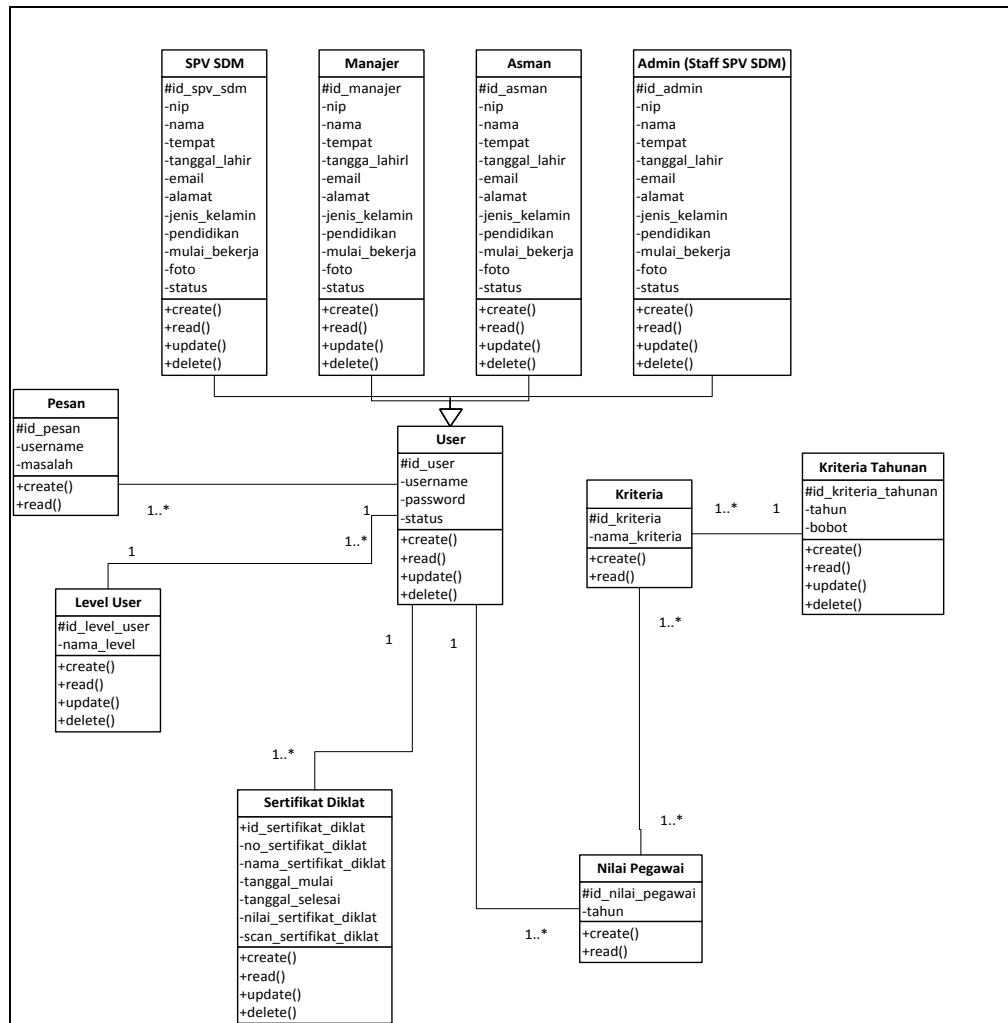 SPV SDM
#id_spv_sdm
-nip
-nama
-tempat
-tanggal_lahir
-email
-alamat
-jenis_kelamin
-pendidikan
-mulai_bekerja
-foto
-status
+create()
+read()
+update()
+delete()
Manajer
#id_manajer
-nip
-nama
-tempat
-tangga_lahirl
-email
-alamat
-jenis_kelamin
-pendidikan
-mulai_bekerja
-foto
-status
+create()
+read()
+update()
+delete()
Asman
#id_asman
-nip
-nama
-tempat
-tanggal_lahir
-email
-alamat
-jenis_kelamin
-pendidikan
-mulai_bekerja
-foto
-status
+create()
+read()
+update()
+delete()
Admin (Staff SPV SDM)
#id_admin
-nip
-nama
-tempat
-tanggal_lahir
-email
-alamat
-jenis_kelamin
-pendidikan
-mulai_bekerja
-foto
-status
+create()
+read()
+update()
+delete()
Pesan
#id_pesan
-username
-masalah
+create()
+read()
1..*
1
User
#id_user
-username
-password
-status
+create()
+read()
+update()
+delete()
1..*
1
Level User
#id_level_user
-nama_level
+create()
+read()
+update()
+delete()
Kriteria
#id_kriteria
-nama_kriteria
+create()
+read()
1..*
1
Kriteria Tahunan
#id_kriteria_tahunan
-tahun
-bobot
+create()
+read()
+update()
+delete()
1
1
1..*
1..*
Sertifikat Diklat
+id_sertifikat_diklat
-no_sertifikat_diklat
-nama_sertifikat_diklat
-tanggal_mulai
-tanggal_selesai
-nilai_sertifikat_diklat
-scan_sertifikat_diklat
+create()
+read()
+update()
+delete()
1..*
Nilai Pegawai
#id_nilai_pegawai
-tahun
+create()
+read()
1..*